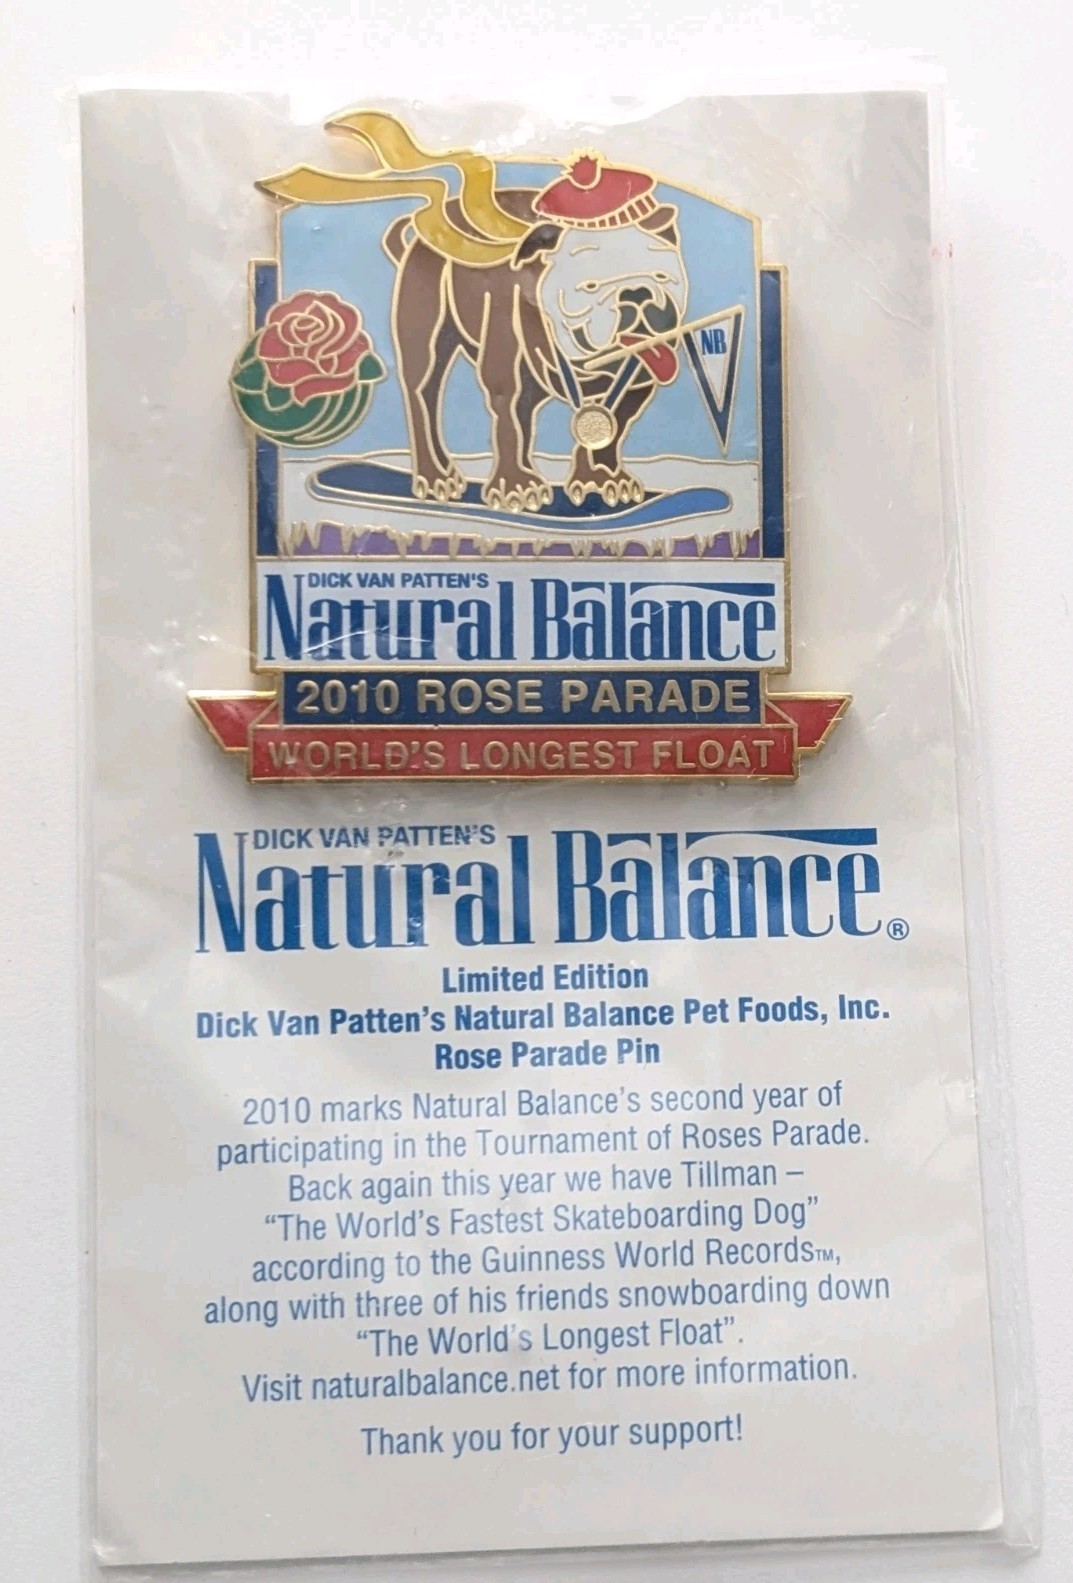 NB
DICK VAN PATTEN'S
Natural Balance
2010 ROSE PARADE
WORLD'S LONGEST FLOAT
DICK VAN PATTEN'S
Natural Balance®
Limited Edition
Dick Van Patten's Natural Balance Pet Foods, Inc.
Rose Parade Pin
2010 marks Natural Balance's second year of
participating in the Tournament of Roses Parade.
Back again this year we have Tillman –
“The World's Fastest Skateboarding Dog”
according to the Guinness World Records™,
along with three of his friends snowboarding down
“The World's Longest Float”.
Visit naturalbalance.net for more information.
Thank you for your support!